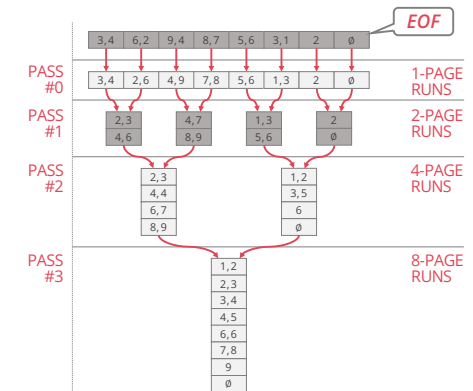 EOF
3,4 6,2 9,4 8,7 5,6 3,1 2 ∅
PASS #0
3,4 2,6 4,9 7,8 5,6 1,3 2 ∅
1-PAGE RUNS
PASS #1
2,3 4,7 1,3 2
4,6 8,9 5,6 ∅
2-PAGE RUNS
PASS #2
2,3 1,2
4,4 3,5
6,7 6
8,9 ∅
4-PAGE RUNS
PASS #3
1,2
2,3
3,4
4,5
6,6
7,8
9
∅
8-PAGE RUNS